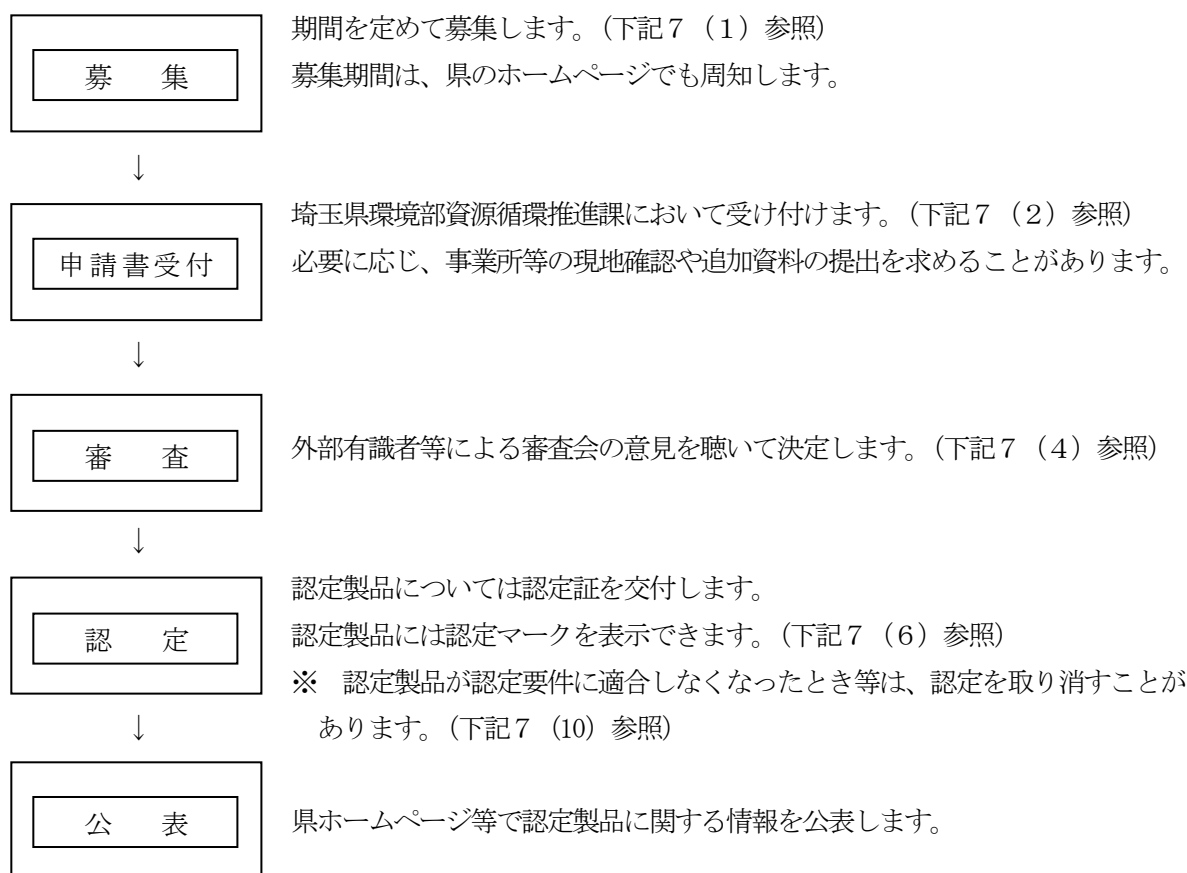 募　集
期間を定めて募集します。（下記７（１）参照）
募集期間は、県のホームページでも周知します。
↓
申請書受付
埼玉県環境部資源循環推進課において受け付けます。（下記７（２）参照）
必要に応じ、事業所等の現地確認や追加資料の提出を求めることがあります。
↓
審　査
外部有識者等による審査会の意見を聴いて決定します。（下記７（４）参照）
↓
認　定
認定製品については認定証を交付します。
認定製品には認定マークを表示できます。（下記７（６）参照）
※　認定製品が認定要件に適合しなくなったとき等は、認定を取り消すことが
あります。（下記７（10）参照）
↓
公　表
県ホームページ等で認定製品に関する情報を公表します。